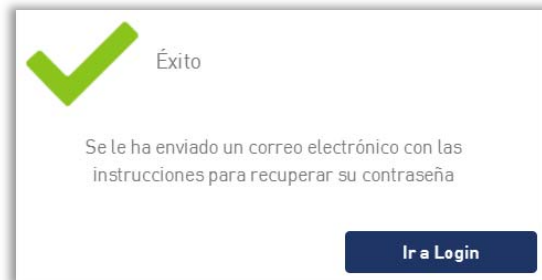 Éxito
Se le ha enviado un correo electrónico con las
instrucciones para recuperar su contraseña
Ir a Login